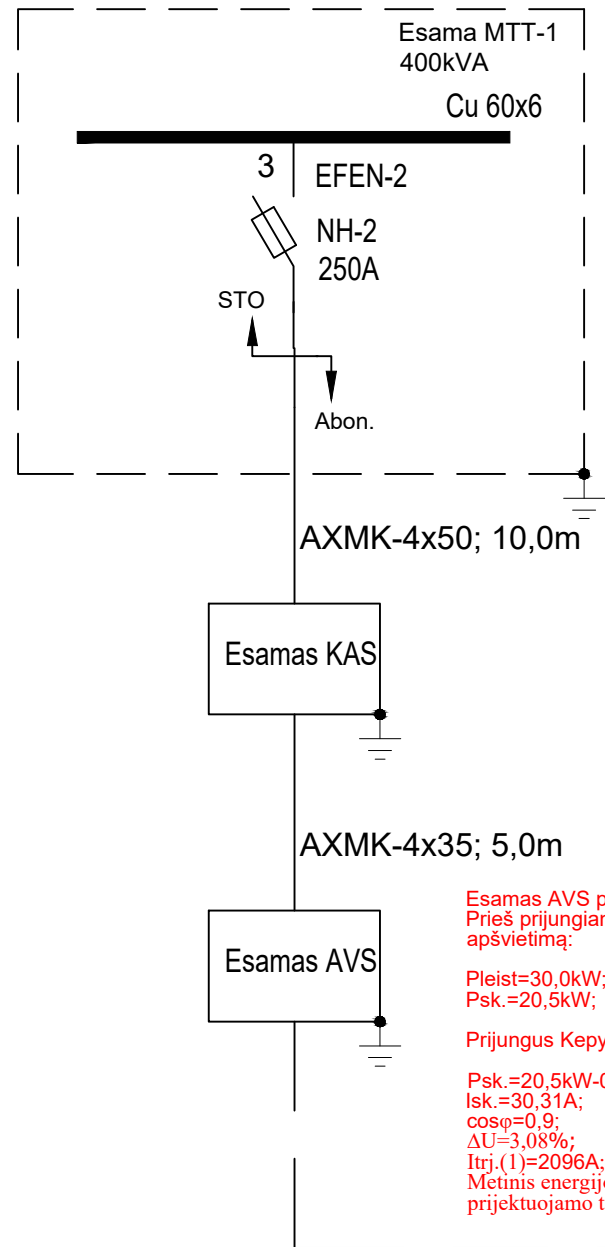 Esama MTT-1
400kVA
Cu 60x6
3
EFEN-2
NH-2
250A
STO
Abon.
AXMK-4x50; 10,0m
Esamas KAS
AXMK-4x35; 5,0m
Esamas AVS
Esamas AVS
Prieš
apšvietimą:
Pleist=30,0kW;
Psk.=20,5kW;
Prijungus
Psk.=20,5kW-
Isk.=30,31A;
cosφ=0,9;
ΔU=3,08%;
Itrj.(1)=2096A;
Metinis
prijektuojamo